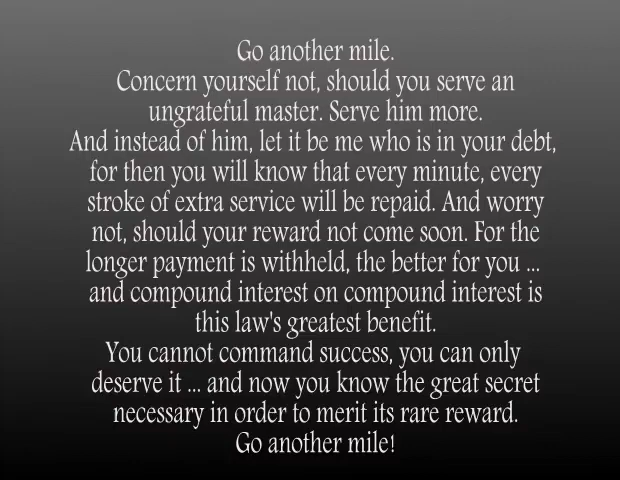 Go another mile.
Concern yourself not, should you serve an
ungrateful master. Serve him more.
And instead of him, let it be me who is in your debt,
for then you will know that every minute, every
stroke of extra service will be repaid. And worry
not, should your reward not come soon. For the
longer payment is withheld, the better for you ...
and compound interest on compound interest is
this law's greatest benefit.
You cannot command success, you can only
deserve it ... and now you know the great secret
necessary in order to merit its rare reward.
Go another mile!